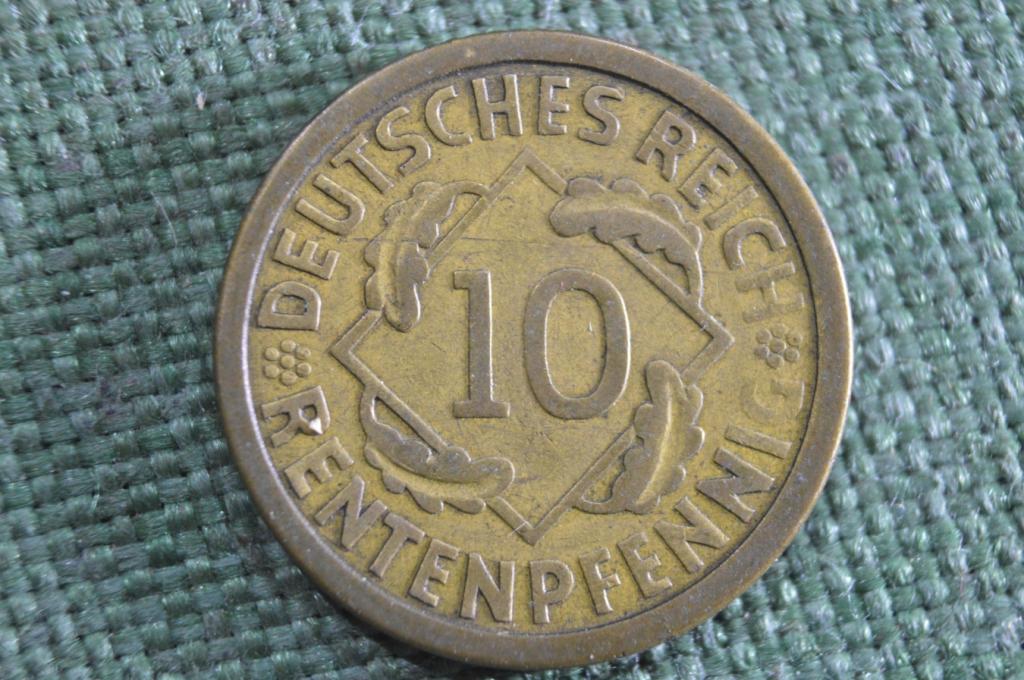 DEUTSCHES REICH
10
RENTENPFENNIG